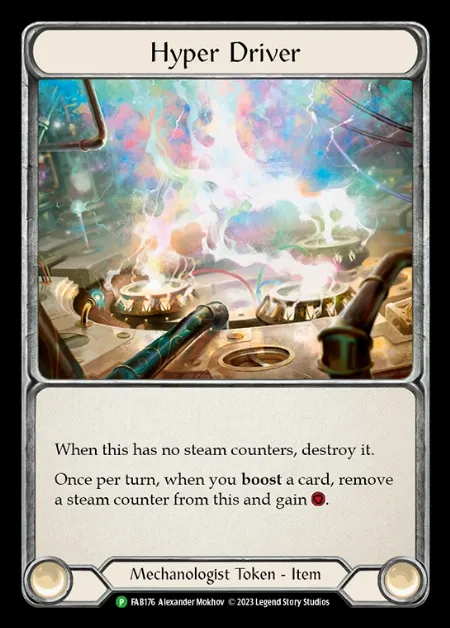 Hyper Driver
When this has no steam counters, destroy it.
Once per turn, when you boost a card, remove
a steam counter from this and gain .
Mechanologist Token - Item
P FAB176 Alexander Mokhov © 2023 Legend Story Studios